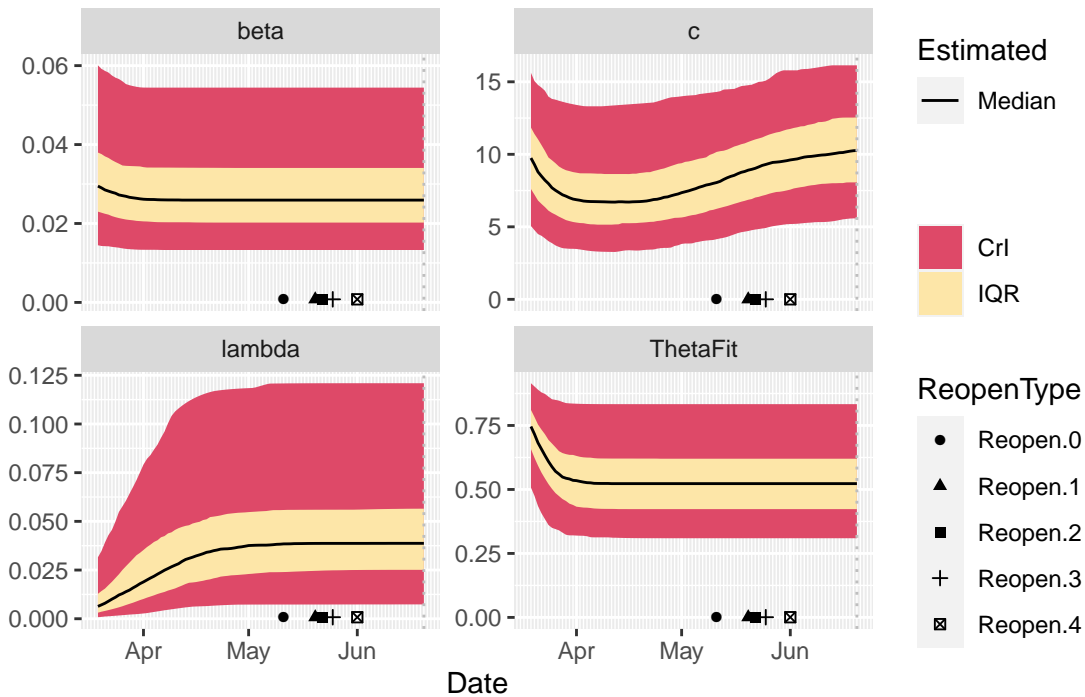 beta
c
0.06
0.04
0.02
0.00
15
10
5
0
lambda
ThetaFit
0.125
0.100
0.075
0.050
0.025
0.000
0.75
0.50
0.25
0.00
Apr May Jun
Apr May Jun
Date
Estimated
Median
CrI
IQR
ReopenType
Reopen.0
Reopen.1
Reopen.2
Reopen.3
Reopen.4